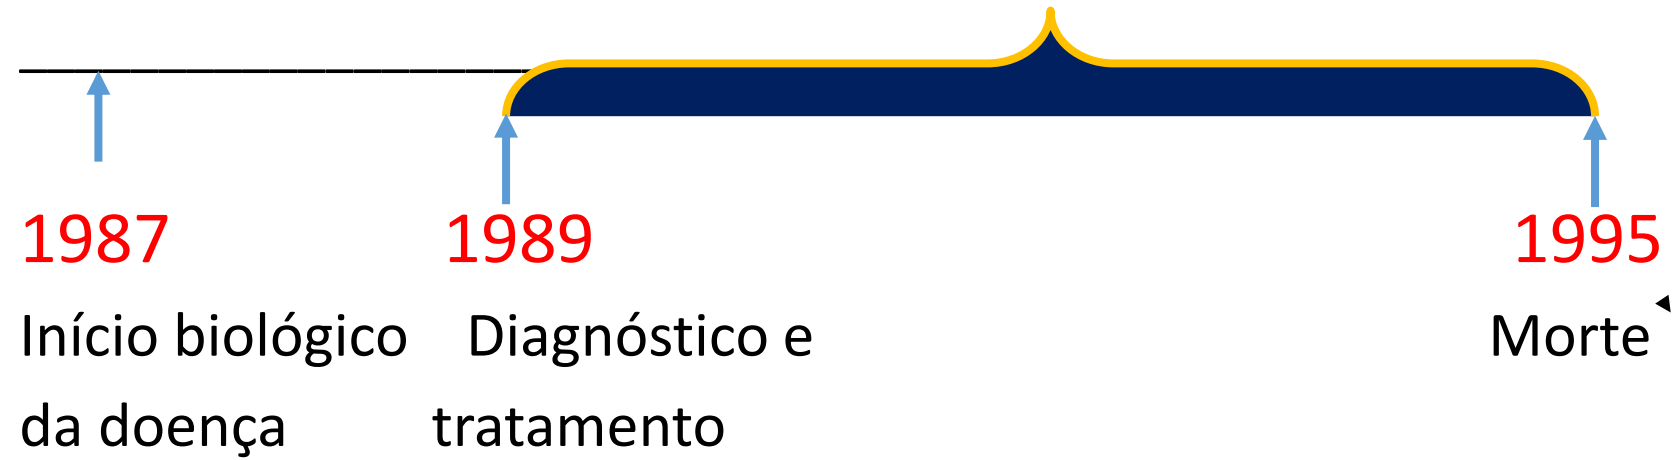 1987 1989 1995
Início biológico Diagnóstico e Morte
da doença tratamento